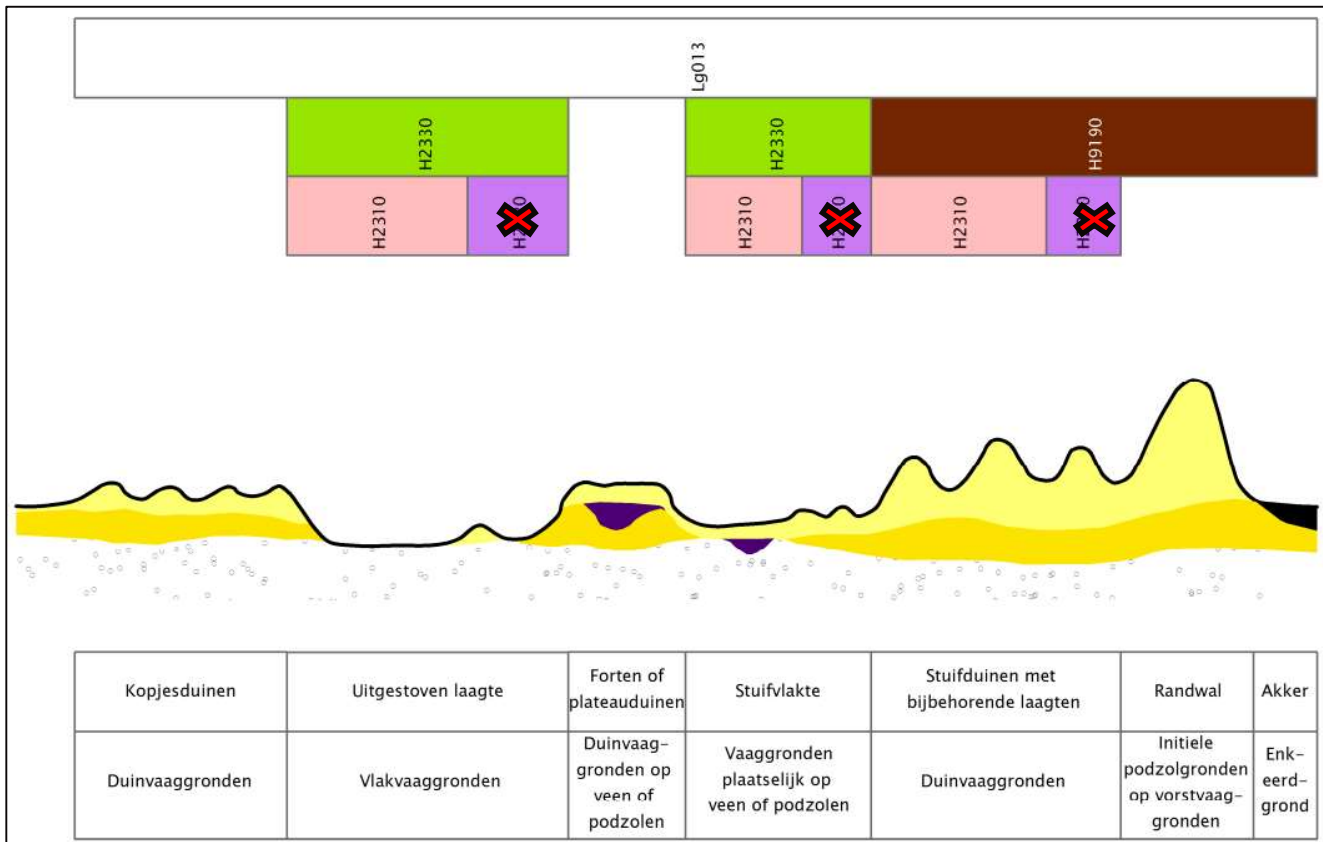 Lg013
H2330
H2330
H9190
H2310
H2310
H2310
Kopjesduinen
Uitgestoven laagte
Forten of
plateauduinen
Stuifvlakte
Stuifduinen met
bijbehorende laagten
Randwal
Akker
Duinvaaggronden
Vlakvaaggronden
Duinvaag-
gronden op
veen of
podzolen
Vaaggronden
plaatselijk op
veen of podzolen
Duinvaaggronden
Initiele
podzolgronden
op vorstvaag-
gronden
Enk-
eerd-
grond